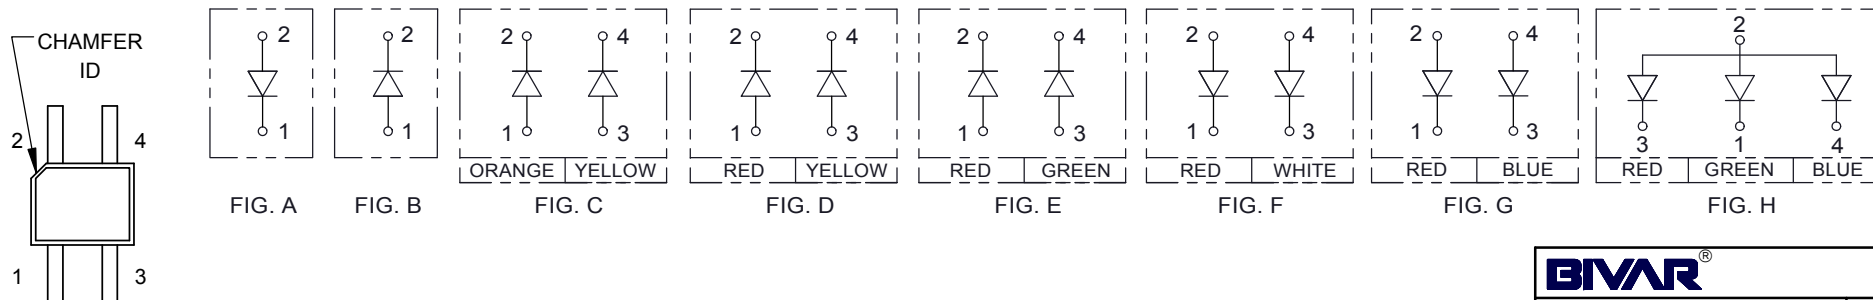 CHAMFER
ID
2 4
1 3
2
1
FIG. A
2
1
FIG. B
2 4
1 3
ORANGE YELLOW
FIG. C
2 4
1 3
RED YELLOW
FIG. D
2 4
1 3
RED GREEN
FIG. E
2 4
1 3
RED WHITE
FIG. F
2 4
1 3
RED BLUE
FIG. G
2
3 1 4
RED GREEN BLUE
FIG. H
BIVAR®